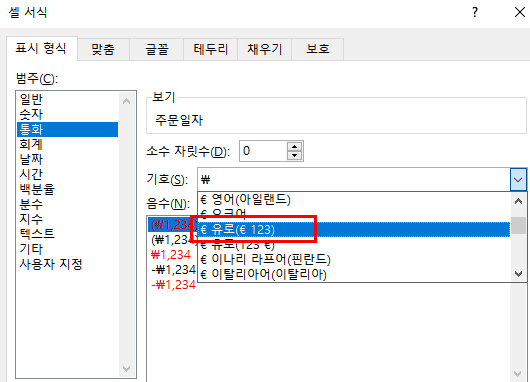 셀 서식
? ×
표시 형식 맞춤 글꼴 테두리 채우기 보호
범주(C):
일반
숫자
통화
회계
날짜
시간
백분율
분수
지수
텍스트
기타
사용자 지정
보기
주문일자
소수 자릿수(D): 0
기호(S): ₩
€ 영어(아일랜드)
€ 우크어
€ 유로(€ 123)
€ 유로(123 €)
€ 이나리 라프어(핀란드)
€ 이탈리아어(이탈리아)
음수(N):
(₩1,234
(₩1,234)
₩1,234
-₩1,234
-₩1,234